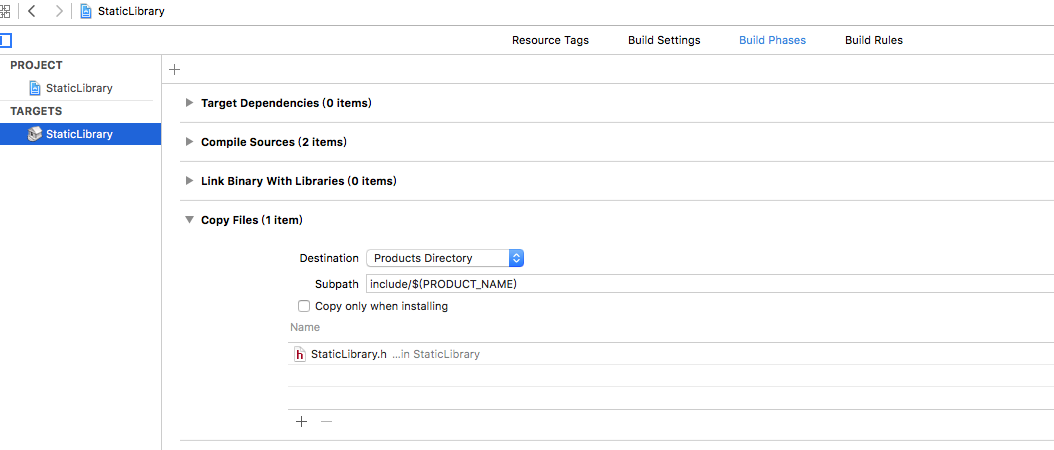 StaticLibrary
Resource Tags Build Settings Build Phases Build Rules
PROJECT
StaticLibrary
TARGETS
StaticLibrary
Target Dependencies (0 items)
Compile Sources (2 items)
Link Binary With Libraries (0 items)
Copy Files (1 item)
Destination Products Directory
Subpath include/$(PRODUCT_NAME)
Copy only when installing
Name
StaticLibrary.h ...in StaticLibrary